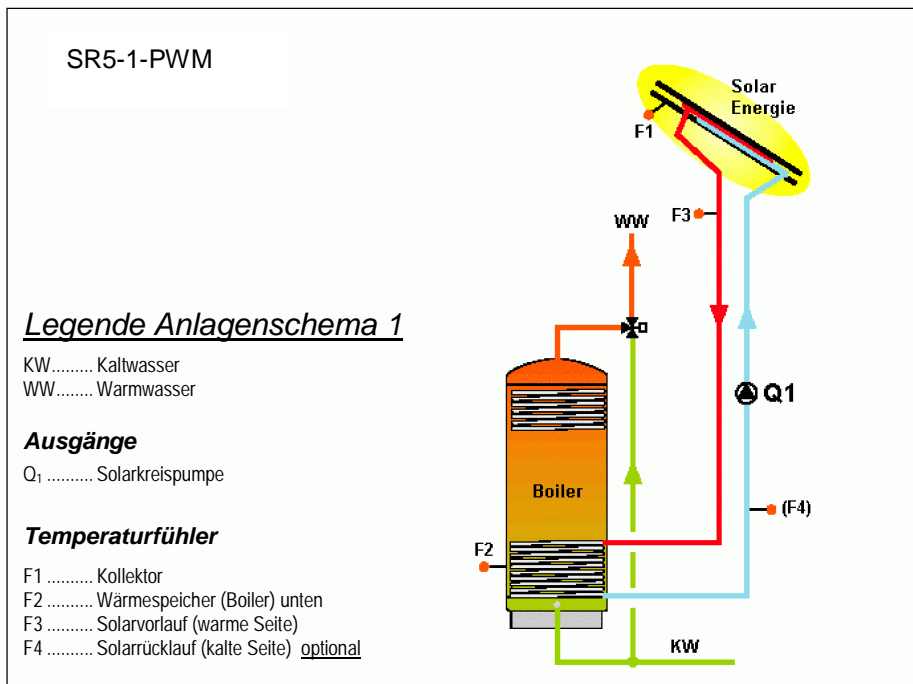 SR5-1-PWM
Solar
Energie
F1
F3
WW
Legende Anlagenschema 1
KW......... Kaltwasser
WW........ Warmwasser
Q1
Ausgänge
Q₁ .......... Solarkreispumpe
Boiler
(F4)
Temperaturfühler
F2
F1 .......... Kollektor
F2 .......... Wärmespeicher (Boiler) unten
F3 .......... Solarvorlauf (warme Seite)
F4 .......... Solarrücklauf (kalte Seite) optional
KW